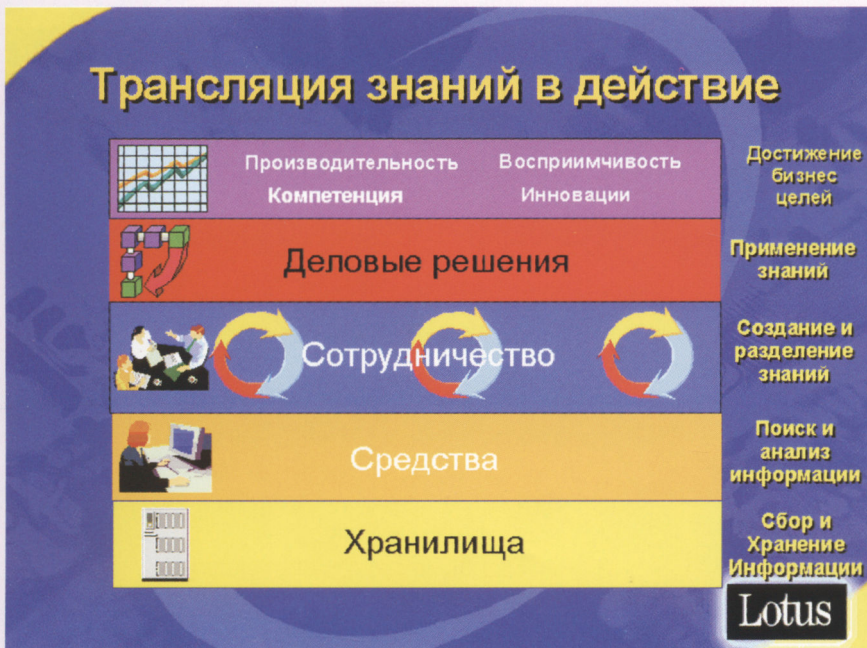 Трансляция знаний в действие
Производительность Восприимчивость
Компетенция Инновации
Достижение
бизнес
целей
Деловые решения
Применение
знаний
Сотрудничество
Создание и
разделение
знаний
Средства
Поиск и
анализ
информации
Хранилища
Сбор и
Хранение
Информации
Lotus